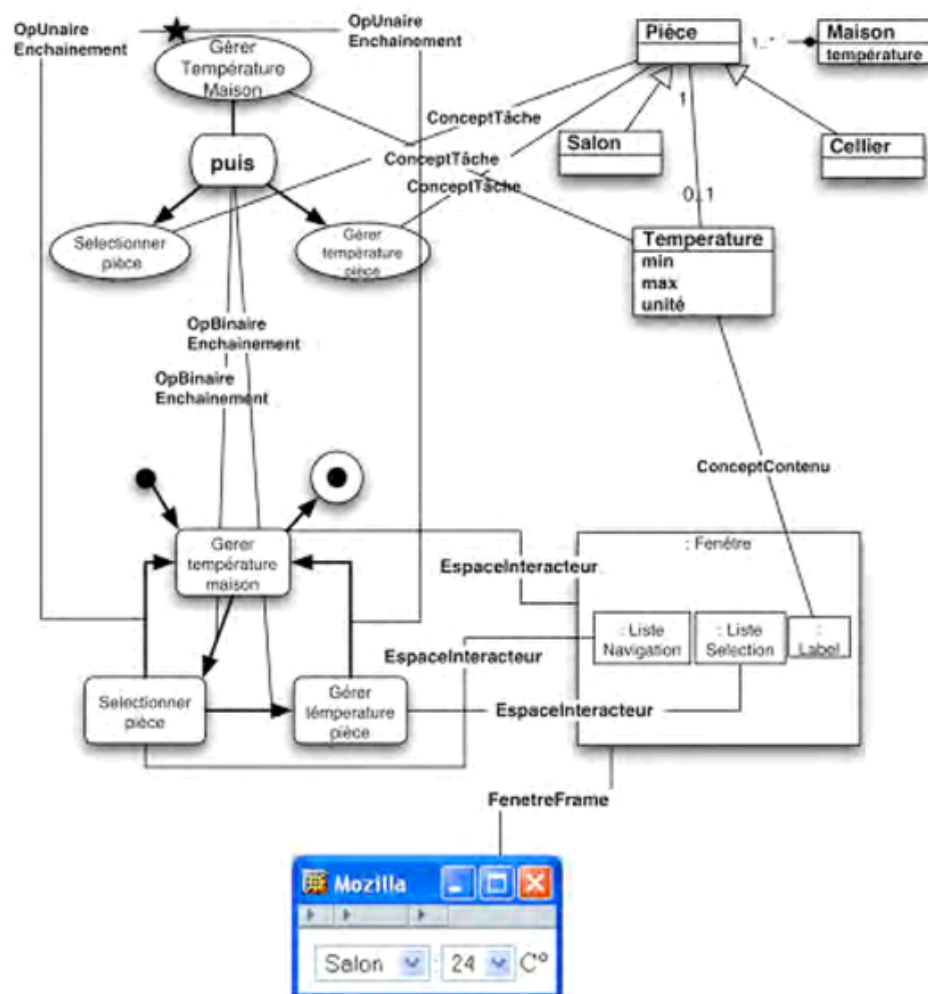 OpUnaire
Enchainement
OpUnaire
Enchainement
Gérer
Température
Maison
puis
Selectionner
pièce
Gérer
température
pièce
Pièce
1..*
Maison
température
ConceptTâche
ConceptTâche
ConceptTâche
Salon
1
Cellier
0..1
Temperature
min
max
unité
OpBinaire
Enchainement
OpBinaire
Enchainement
ConceptContenu
Gerer
température
maison
EspaceInteracteur
: Fenêtre
: Liste
Navigation
: Liste
Selection
:
Label
EspaceInteracteur
Selectionner
pièce
Gérer
témperature
pièce
EspaceInteracteur
FenetreFrame
Mozilla
Salon : 24 C°